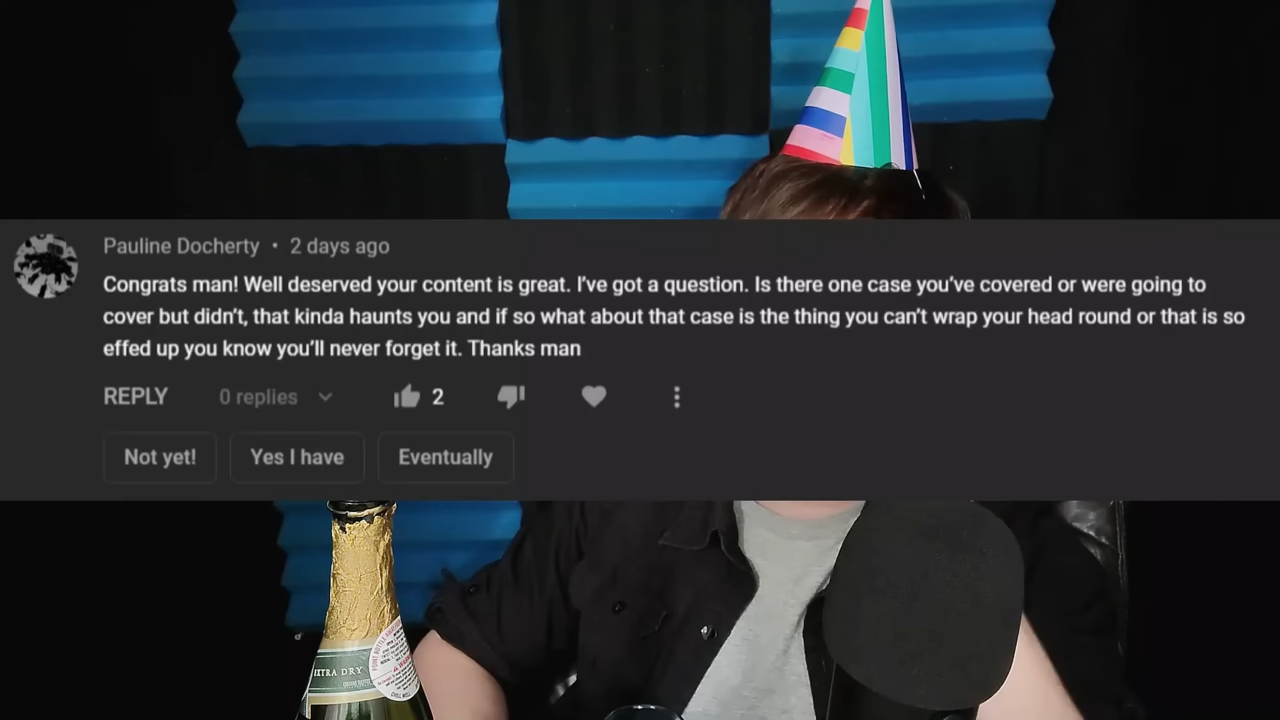 Pauline Docherty • 2 days ago
Congrats man! Well deserved your content is great. I've got a question. Is there one case you've covered or were going to
cover but didn't, that kinda haunts you and if so what about that case is the thing you can't wrap your head round or that is so
effed up you know you'll never forget it. Thanks man
REPLY 0 replies 2
Not yet! Yes I have Eventually
EXTRA DRY